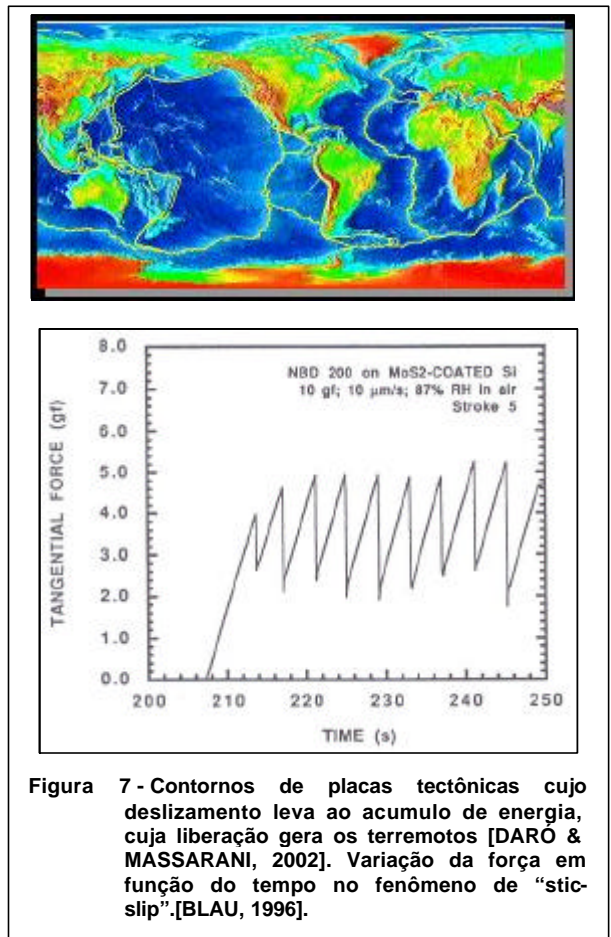 8.0
7.0
6.0
5.0
4.0
3.0
2.0
1.0
0.0
TANGENTIAL FORCE (gf)
NBD 200 on MoS2-COATED Si
10 gf; 10 µm/s; 87% RH in air
Stroke 5
200 210 220 230 240 250
TIME (s)
Figura 7 - Contornos de placas tectônicas cujo
deslizamento leva ao acumulo de energia,
cuja liberação gera os terremotos [DARÓ &
MASSARANI, 2002]. Variação da força em
função do tempo no fenômeno de “stic-
slip”.[BLAU, 1996].